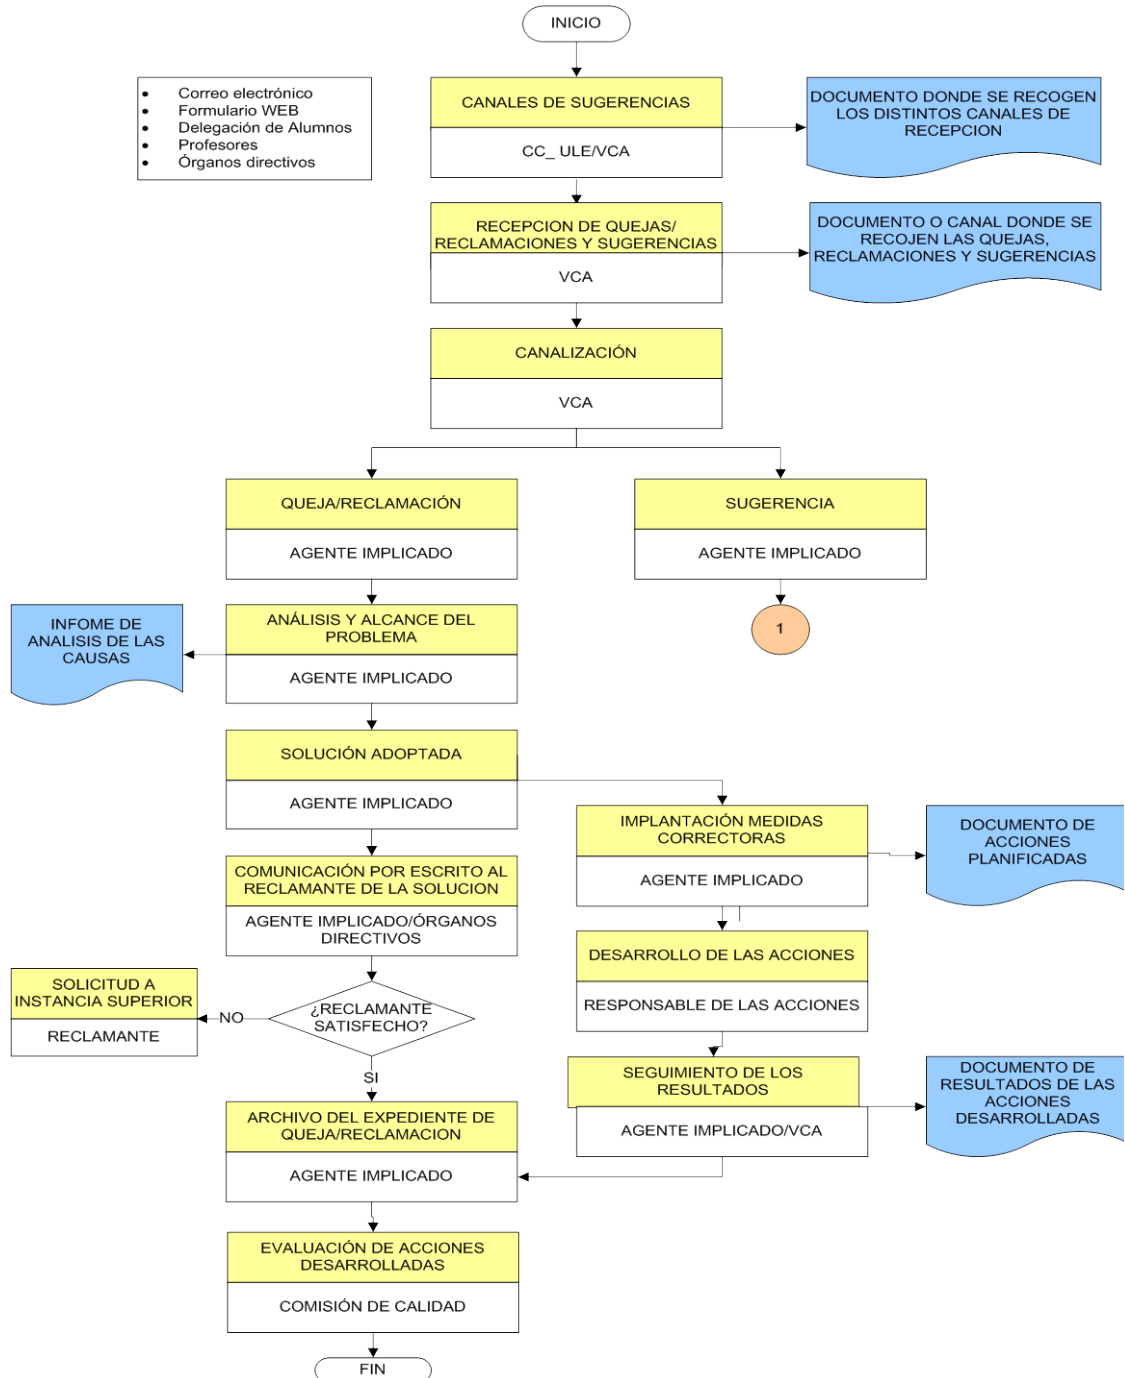 INICIO
• Correo electrónico
• Formulario WEB
• Delegación de Alumnos
• Profesores
• Órganos directivos
CANALES DE SUGERENCIAS
CC_ ULE/VCA
DOCUMENTO DONDE SE RECOGEN
LOS DISTINTOS CANALES DE
RECEPCION
RECEPCION DE QUEJAS/
RECLAMACIONES Y SUGERENCIAS
VCA
DOCUMENTO O CANAL DONDE SE
RECOJEN LAS QUEJAS,
RECLAMACIONES Y SUGERENCIAS
CANALIZACIÓN
VCA
QUEJA/RECLAMACIÓN
AGENTE IMPLICADO
SUGERENCIA
AGENTE IMPLICADO
1
INFOME DE
ANALISIS DE LAS
CAUSAS
ANÁLISIS Y ALCANCE DEL
PROBLEMA
AGENTE IMPLICADO
SOLUCIÓN ADOPTADA
AGENTE IMPLICADO
IMPLANTACIÓN MEDIDAS
CORRECTORAS
AGENTE IMPLICADO
DOCUMENTO DE
ACCIONES
PLANIFICADAS
COMUNICACIÓN POR ESCRITO AL
RECLAMANTE DE LA SOLUCION
AGENTE IMPLICADO/ÓRGANOS
DIRECTIVOS
DESARROLLO DE LAS ACCIONES
RESPONSABLE DE LAS ACCIONES
SOLICITUD A
INSTANCIA SUPERIOR
RECLAMANTE
NO
¿RECLAMANTE
SATISFECHO?
SI
SEGUIMIENTO DE LOS
RESULTADOS
AGENTE IMPLICADO/VCA
DOCUMENTO DE
RESULTADOS DE LAS
ACCIONES
DESARROLLADAS
ARCHIVO DEL EXPEDIENTE DE
QUEJA/RECLAMACION
AGENTE IMPLICADO
EVALUACIÓN DE ACCIONES
DESARROLLADAS
COMISIÓN DE CALIDAD
FIN